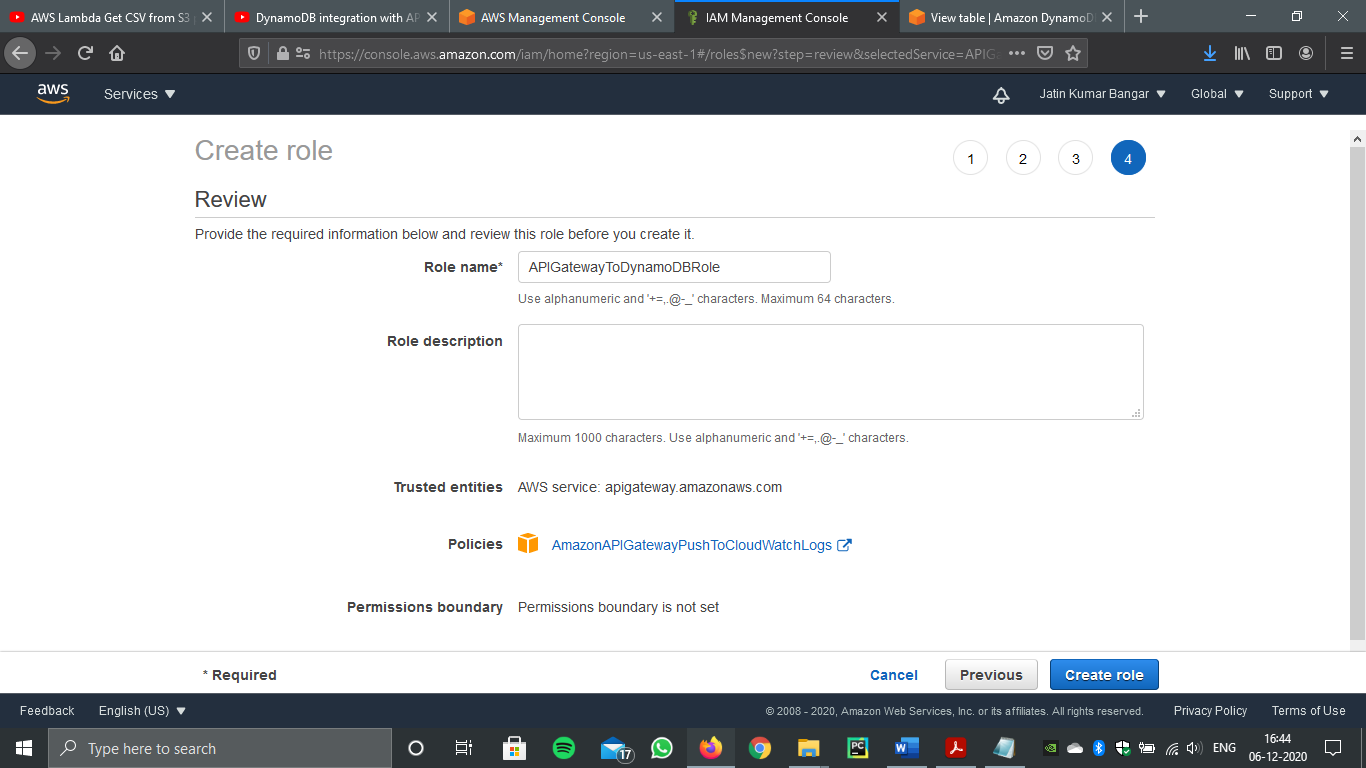 AWS Lambda Get CSV from S3
DynamoDB integration with AP
AWS Management Console
IAM Management Console
View table | Amazon DynamoD
https://console.aws.amazon.com/iam/home?region=us-east-1#/roles$new?step=review&selectedService=APIGa
aws
Services
Jatin Kumar Bangar
Global
Support
Create role
1
2
3
4
Review
Provide the required information below and review this role before you create it.
Role name*
APIGatewayToDynamoDBRole
Use alphanumeric and '+=,.@-_' characters. Maximum 64 characters.
Role description
Maximum 1000 characters. Use alphanumeric and '+=,.@-_' characters.
Trusted entities
AWS service: apigateway.amazonaws.com
Policies
AmazonAPIGatewayPushToCloudWatchLogs
Permissions boundary
Permissions boundary is not set
* Required
Cancel
Previous
Create role
Feedback
English (US)
© 2008 - 2020, Amazon Web Services, Inc. or its affiliates. All rights reserved.
Privacy Policy
Terms of Use
Type here to search
17
PC
W
ENG
16:44
06-12-2020